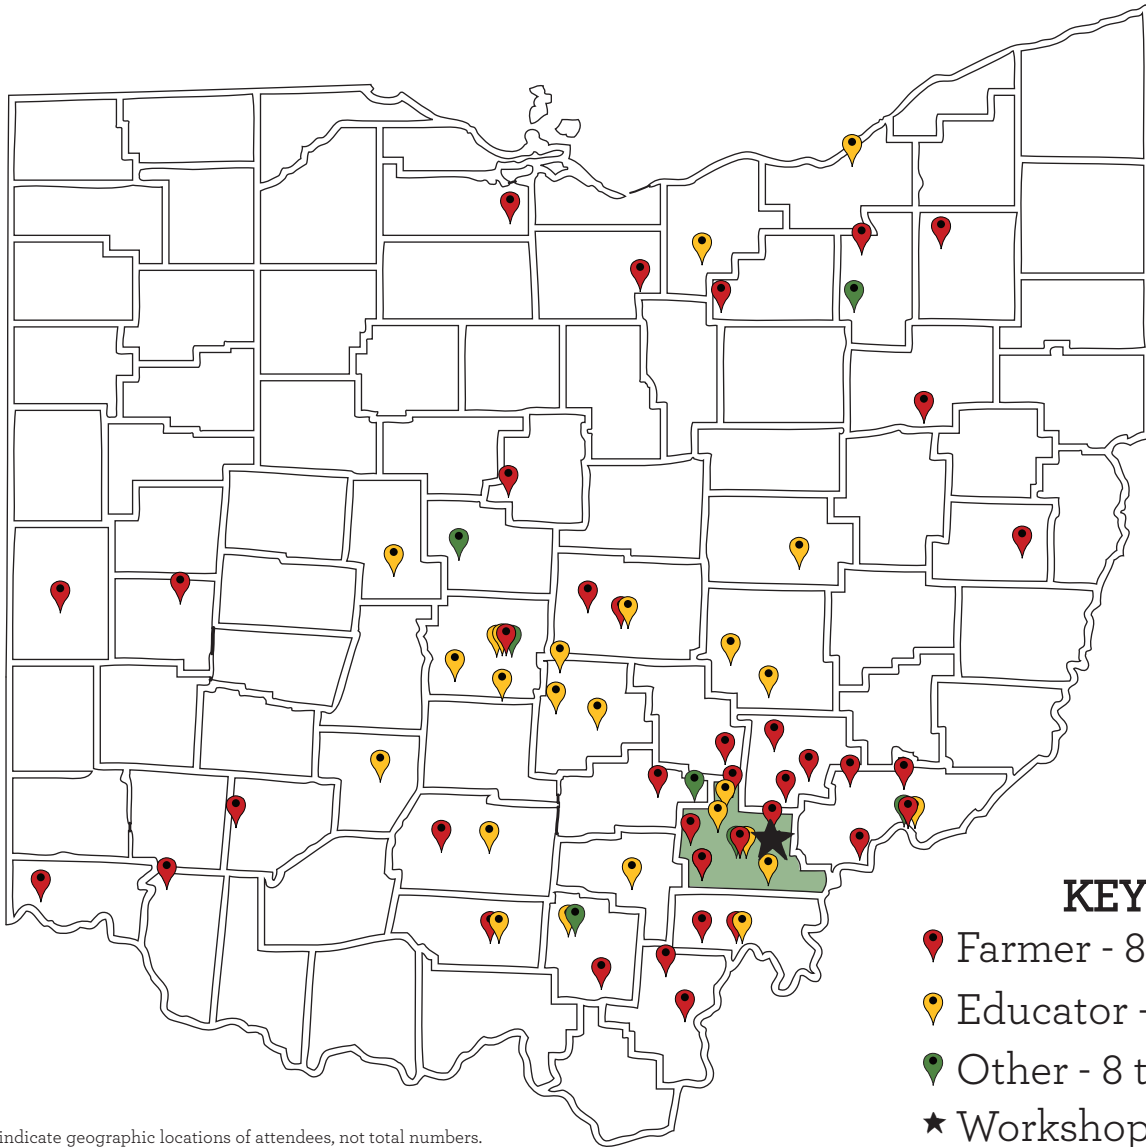 KEY
Farmer - 8
Educator -
Other - 8 t
Workshop
indicate geographic locations of attendees, not total numbers.